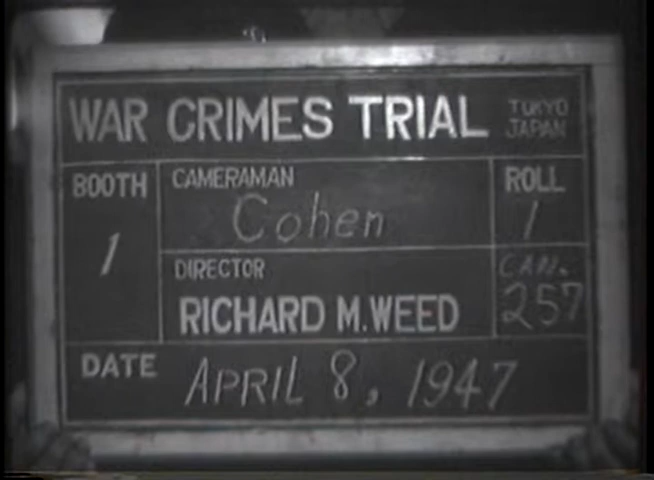 WAR CRIMES TRIAL
TOKYO
JAPAN
BOOTH
1
CAMERAMAN
Cohen
ROLL
1
DIRECTOR
RICHARD M. WEED
CAN.
257
DATE
APRIL 8, 1947